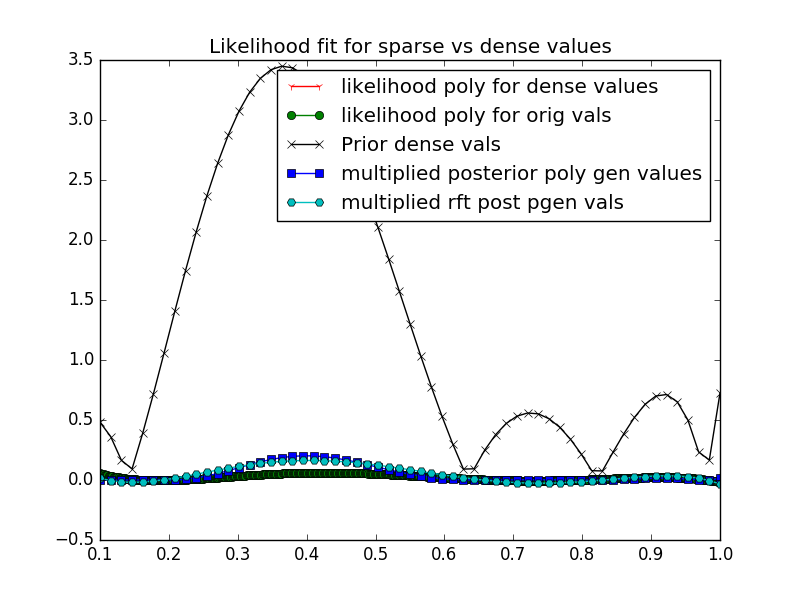 Likelihood fit for sparse vs dense values
likelihood poly for dense values
likelihood poly for orig vals
Prior dense vals
multiplied posterior poly gen values
multiplied rft post pgen vals
3.5
3.0
2.5
2.0
1.5
1.0
0.5
0.0
−0.5
0.1 0.2 0.3 0.4 0.5 0.6 0.7 0.8 0.9 1.0